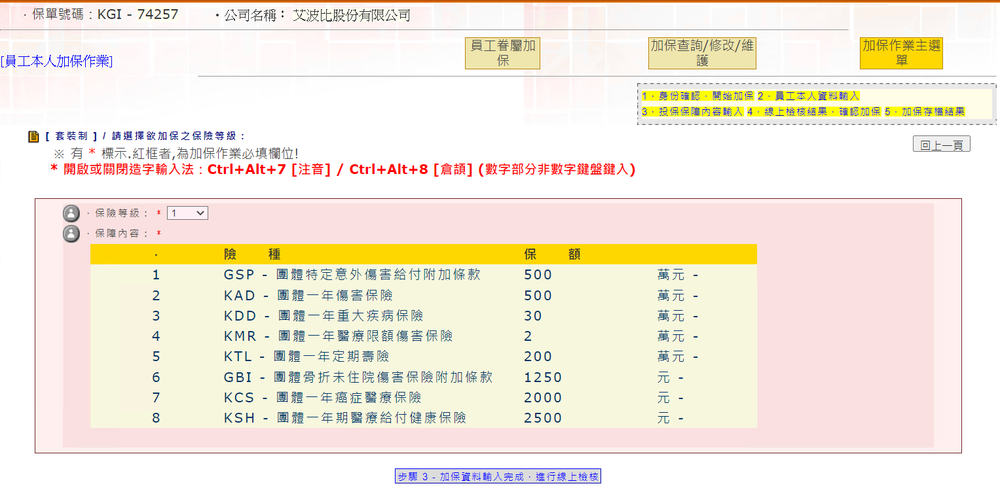 · 保單號碼：KGI - 74257 ・公司名稱： 艾波比股份有限公司
員工眷屬加保
加保查詢/修改/維護
加保作業主選單
[員工本人加保作業]
1．身份確認．開始加保 2．員工本人資料輸入
3．投保保障內容輸入 4．線上檢核結果．確認加保 5．加保存檔結果
[ 套裝制 ] / 請選擇欲加保之保險等級：
回上一頁
※ 有 * 標示.紅框者,為加保作業必填欄位!
* 開啟或關閉造字輸入法：Ctrl+Alt+7 [注音] / Ctrl+Alt+8 [倉頡] (數字部分非數字鍵盤鍵入)
· 保險等級： * 1
· 保障內容： *
· 險 種 保 額
1 GSP - 團體特定意外傷害給付附加條款 500 萬元 -
2 KAD - 團體一年傷害保險 500 萬元 -
3 KDD - 團體一年重大疾病保險 30 萬元 -
4 KMR - 團體一年醫療限額傷害保險 2 萬元 -
5 KTL - 團體一年定期壽險 200 萬元 -
6 GBI - 團體骨折未住院傷害保險附加條款 1250 元 -
7 KCS - 團體一年癌症醫療保險 2000 元 -
8 KSH - 團體一年期醫療給付健康保險 2500 元 -
步驟 3 - 加保資料輸入完成．進行線上檢核